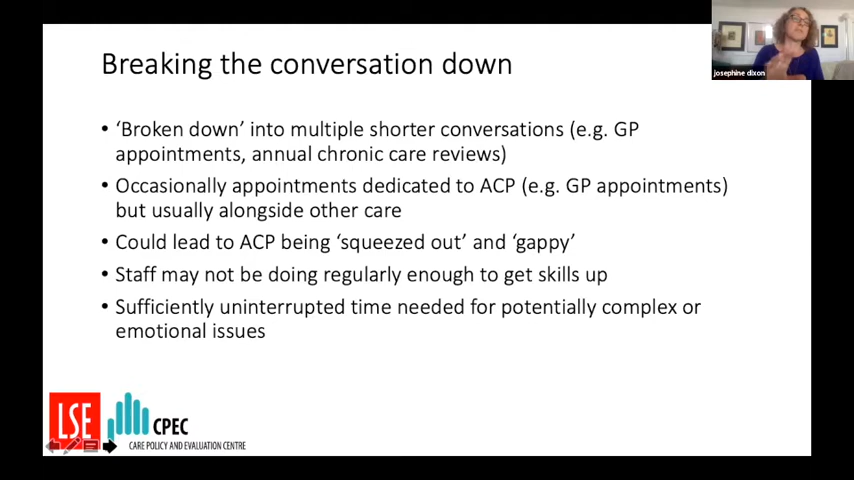 Breaking the conversation down
josephine dixon
• 'Broken down' into multiple shorter conversations (e.g. GP
appointments, annual chronic care reviews)
• Occasionally appointments dedicated to ACP (e.g. GP appointments)
but usually alongside other care
• Could lead to ACP being 'squeezed out' and 'gappy'
• Staff may not be doing regularly enough to get skills up
• Sufficiently uninterrupted time needed for potentially complex or
emotional issues
LSE
CPEC
CARE POLICY AND EVALUATION CENTRE